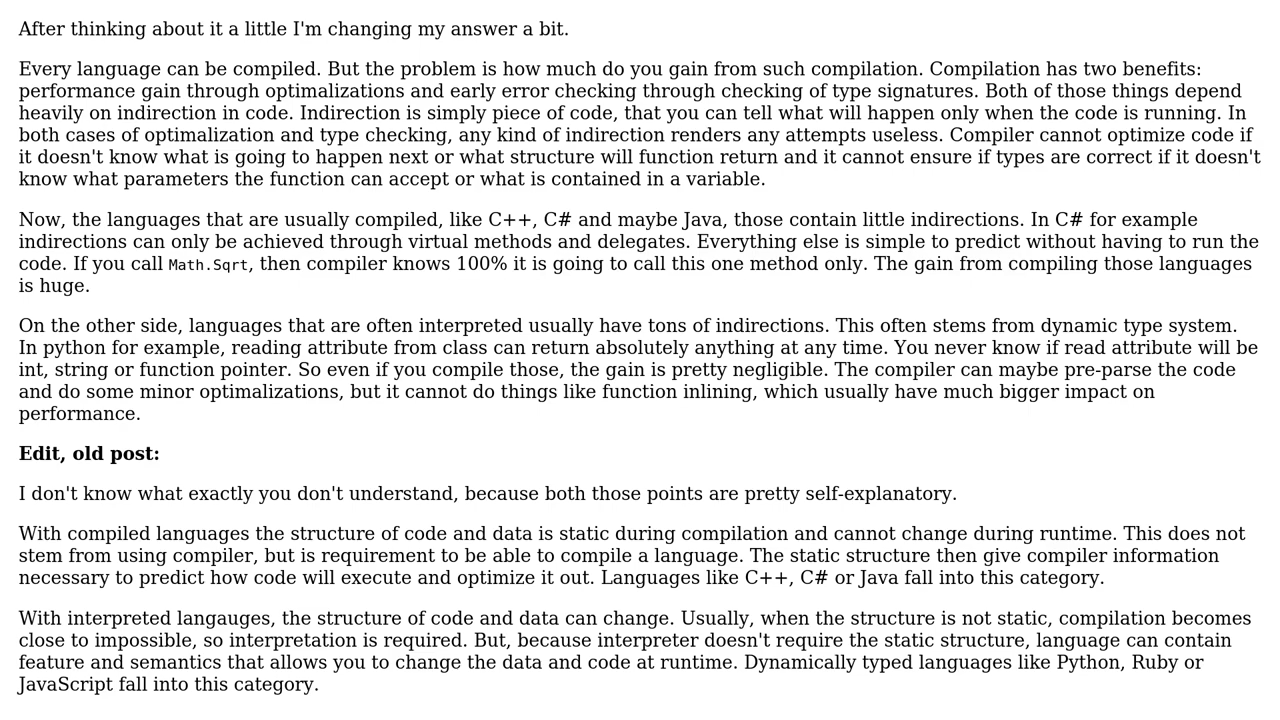 After thinking about it a little I'm changing my answer a bit.
Every language can be compiled. But the problem is how much do you gain from such compilation. Compilation has two benefits:
performance gain through optimalizations and early error checking through checking of type signatures. Both of those things depend
heavily on indirection in code. Indirection is simply piece of code, that you can tell what will happen only when the code is running. In
both cases of optimalization and type checking, any kind of indirection renders any attempts useless. Compiler cannot optimize code if
it doesn't know what is going to happen next or what structure will function return and it cannot ensure if types are correct if it doesn't
know what parameters the function can accept or what is contained in a variable.
Now, the languages that are usually compiled, like C++, C# and maybe Java, those contain little indirections. In C# for example
indirections can only be achieved through virtual methods and delegates. Everything else is simple to predict without having to run the
code. If you call Math.Sqrt, then compiler knows 100% it is going to call this one method only. The gain from compiling those languages
is huge.
On the other side, languages that are often interpreted usually have tons of indirections. This often stems from dynamic type system.
In python for example, reading attribute from class can return absolutely anything at any time. You never know if read attribute will be
int, string or function pointer. So even if you compile those, the gain is pretty negligible. The compiler can maybe pre-parse the code
and do some minor optimalizations, but it cannot do things like function inlining, which usually have much bigger impact on
performance.
Edit, old post:
I don't know what exactly you don't understand, because both those points are pretty self-explanatory.
With compiled languages the structure of code and data is static during compilation and cannot change during runtime. This does not
stem from using compiler, but is requirement to be able to compile a language. The static structure then give compiler information
necessary to predict how code will execute and optimize it out. Languages like C++, C# or Java fall into this category.
With interpreted langauges, the structure of code and data can change. Usually, when the structure is not static, compilation becomes
close to impossible, so interpretation is required. But, because interpreter doesn't require the static structure, language can contain
feature and semantics that allows you to change the data and code at runtime. Dynamically typed languages like Python, Ruby or
JavaScript fall into this category.